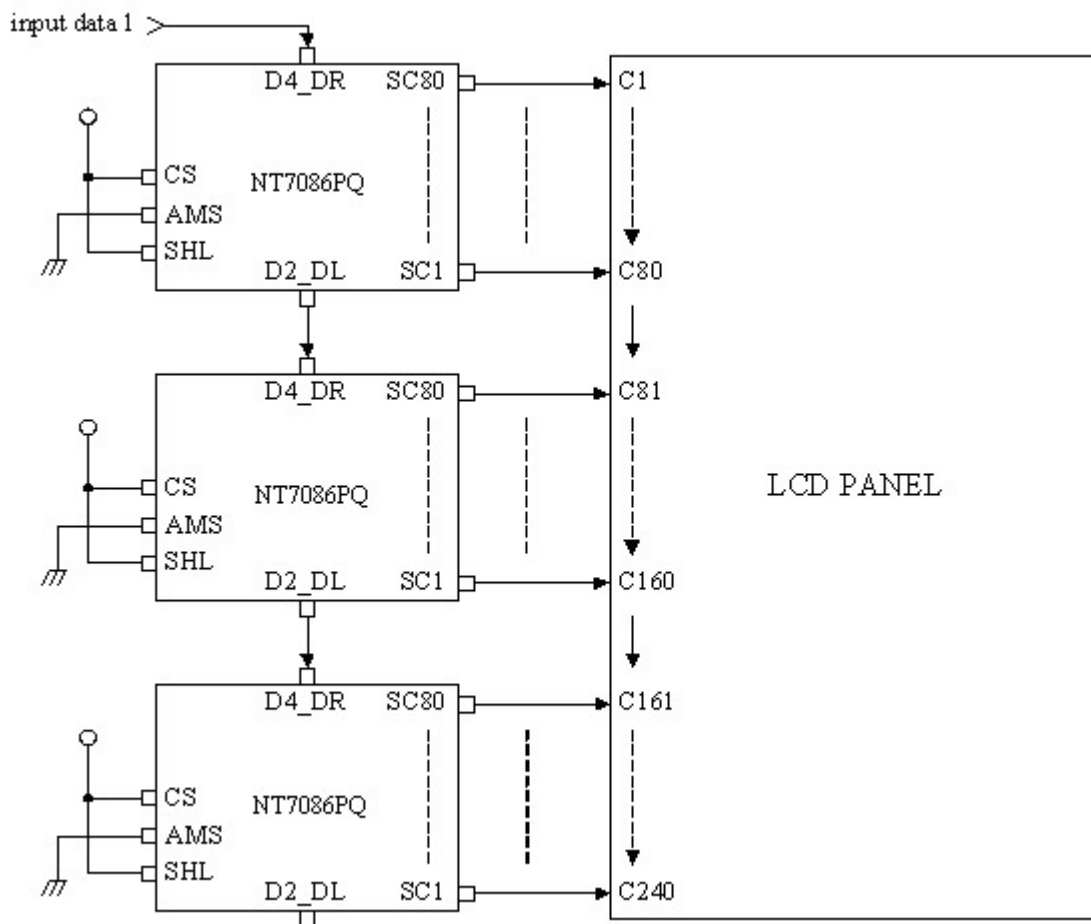 input data 1
D4_DR SC80 C1
CS
NT7086PQ
AMS
SHL
D2_DL SC1 C80
D4_DR SC80 C81
LCD PANEL
CS
NT7086PQ
AMS
SHL
D2_DL SC1 C160
D4_DR SC80 C161
CS
NT7086PQ
AMS
SHL
D2_DL SC1 C240